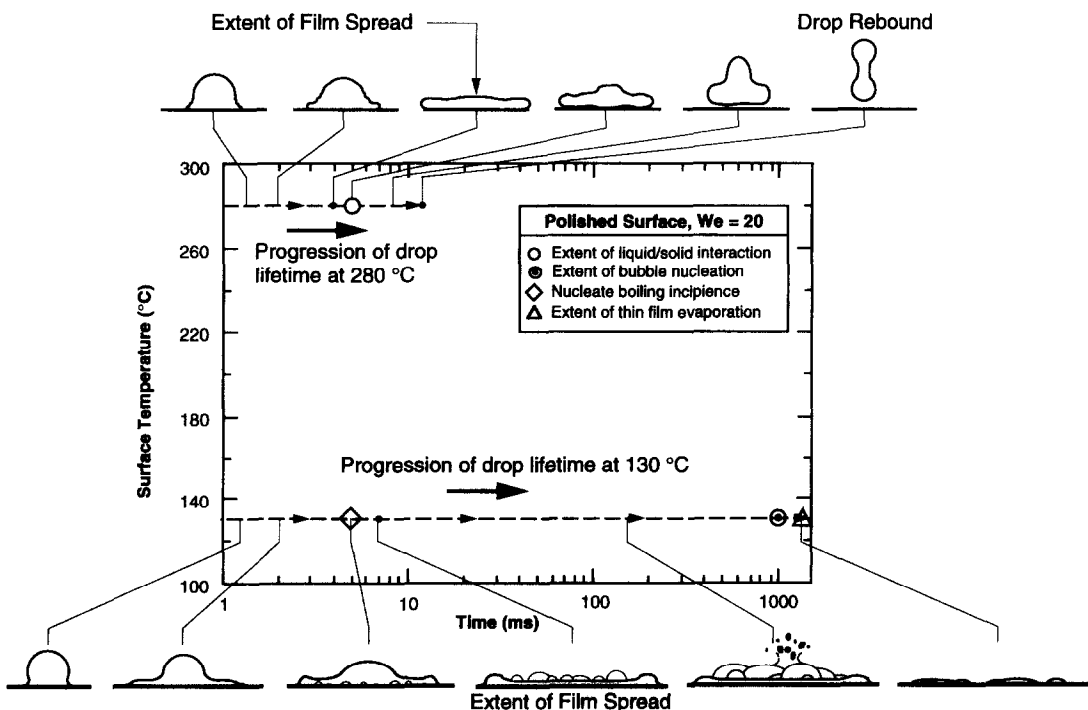 Extent of Film Spread
Drop Rebound
300
260
220
180
140
100
Surface Temperature (°C)
Progression of drop
lifetime at 280 °C
Polished Surface, We = 20
Extent of liquid/solid interaction
Extent of bubble nucleation
Nucleate boiling incipience
Extent of thin film evaporation
Progression of drop lifetime at 130 °C
1
10
100
1000
Time (ms)
Extent of Film Spread